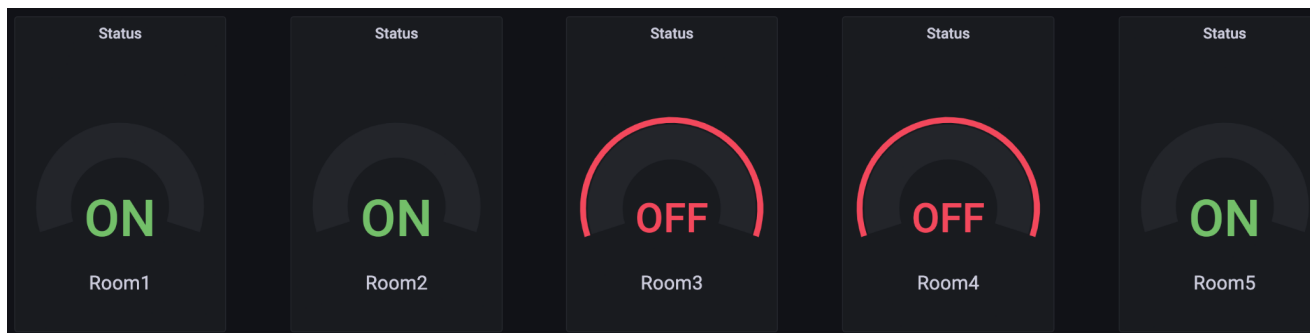 Status
ON
Room1
Status
ON
Room2
Status
OFF
Room3
Status
OFF
Room4
Status
ON
Room5